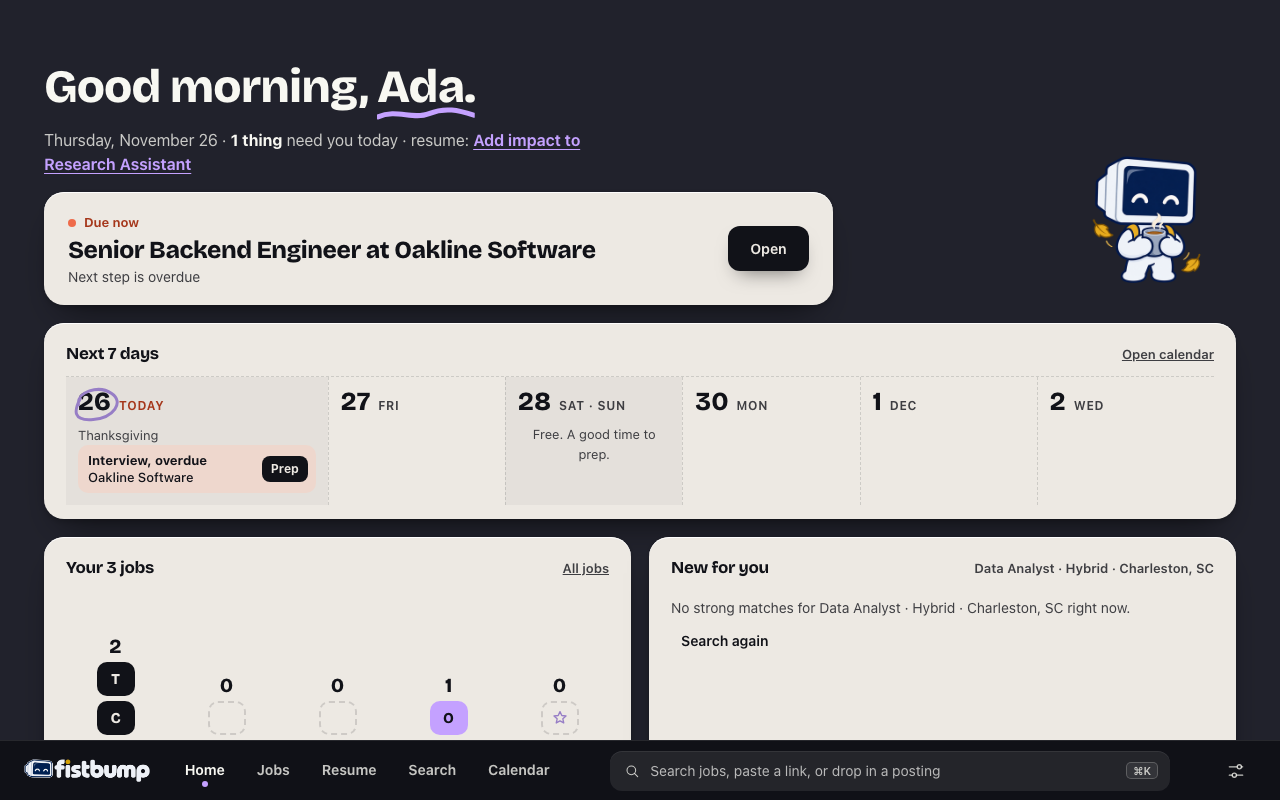 Good morning, Ada.
Thursday, November 26 · 1 thing need you today · resume: Add impact to
Research Assistant
Due now
Senior Backend Engineer at Oakline Software
Next step is overdue
Open
Next 7 days
Open calendar
26 TODAY
Thanksgiving
Interview, overdue
Oakline Software
Prep
27 FRI
28 SAT · SUN
Free. A good time to
prep.
30 MON
1 DEC
2 WED
Your 3 jobs
All jobs
2
T
C
0
0
1
O
0
New for you
Data Analyst · Hybrid · Charleston, SC
No strong matches for Data Analyst · Hybrid · Charleston, SC right now.
Search again
fistbump
Home
Jobs
Resume
Search
Calendar
Search jobs, paste a link, or drop in a posting
⌘K